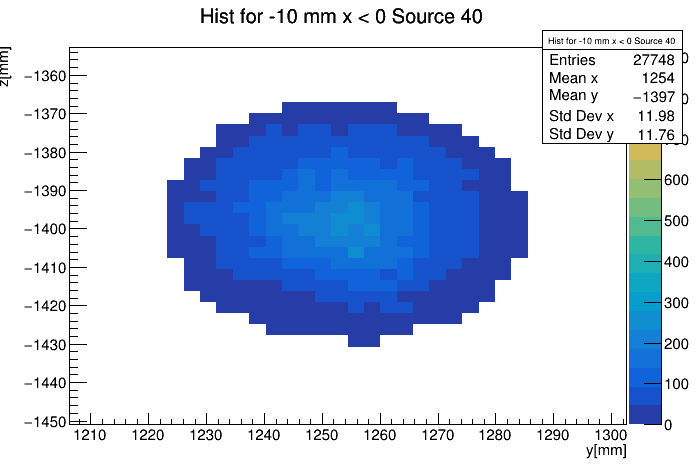 Hist for -10 mm x < 0 Source 40
z[mm]
Hist for -10 mm x < 0 Source 40
Entries 27748
Mean x 1254
Mean y −1397
Std Dev x 11.98
Std Dev y 11.76
−1360
−1370
−1380
−1390
−1400
−1410
−1420
−1430
−1440
−1450
1210 1220 1230 1240 1250 1260 1270 1280 1290 1300
y[mm]
600
500
400
300
200
100
0